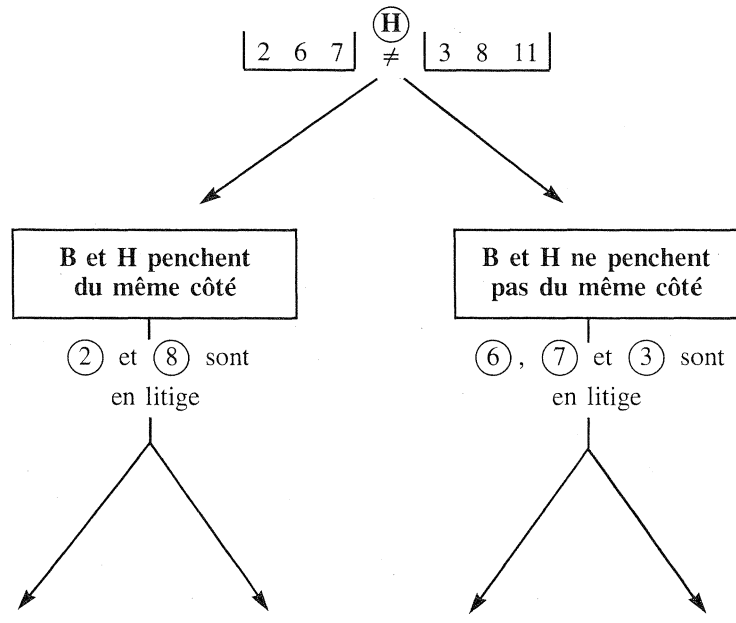 H
2 6 7 ≠ 3 8 11
B et H penchent
du même côté
2 et 8 sont
en litige
B et H ne penchent
pas du même côté
6, 7 et 3 sont
en litige